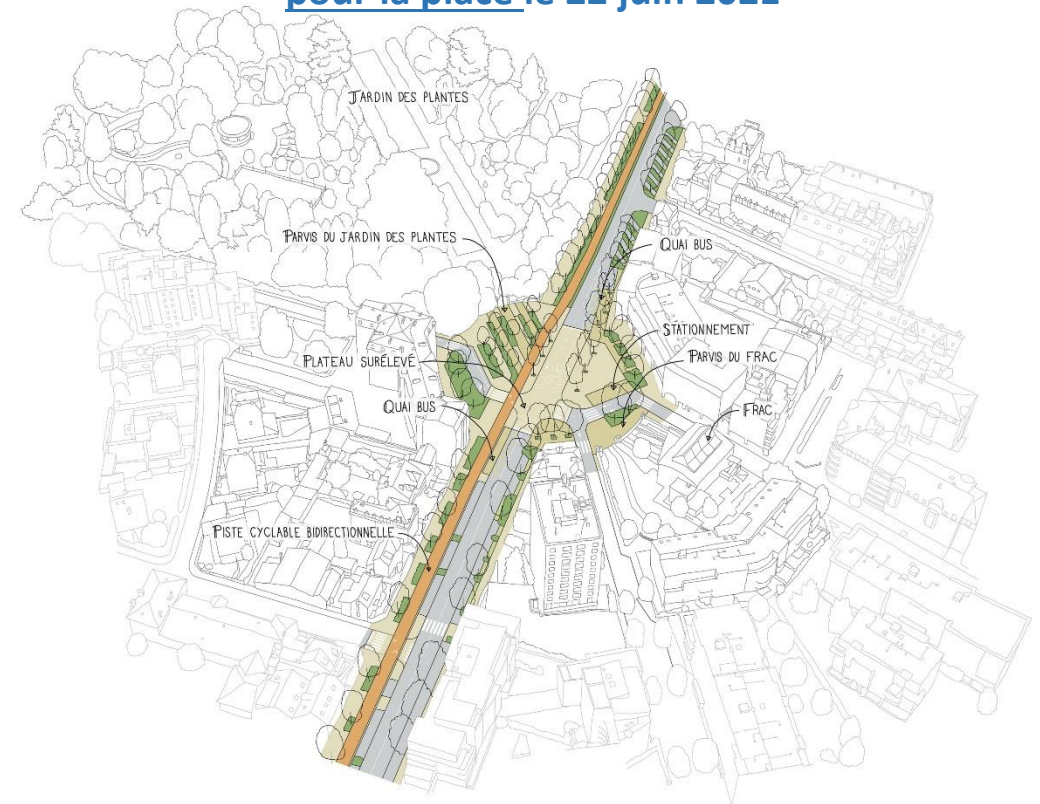 pour la place le 22 juin 2021
JARDIN DES PLANTES
PARVIS DU JARDIN DES PLANTES
QUAI BUS
STATIONNEMENT
PLATEAU SURÉLEVÉ
PARVIS DU FRAC
QUAI BUS
FRAC
PISTE CYCLABLE BIDIRECTIONNELLE